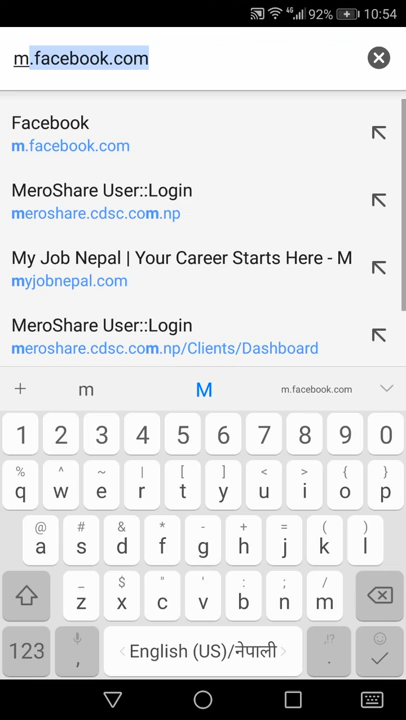 4G 92% 10:54
m.facebook.com
Facebook
m.facebook.com
MeroShare User::Login
meroshare.cdsc.com.np
My Job Nepal | Your Career Starts Here - M
myjobnepal.com
MeroShare User::Login
meroshare.cdsc.com.np/Clients/Dashboard
+ m M m.facebook.com
1 2 3 4 5 6 7 8 9 0
% ^ ~ | [ ] < > { }
q w e r t y u i o p
@ # & * - + = ( )
a s d f g h j k l
_ $ " ' : ; /
z x c v b n m
,!?
123 , English (US)/नेपाली .